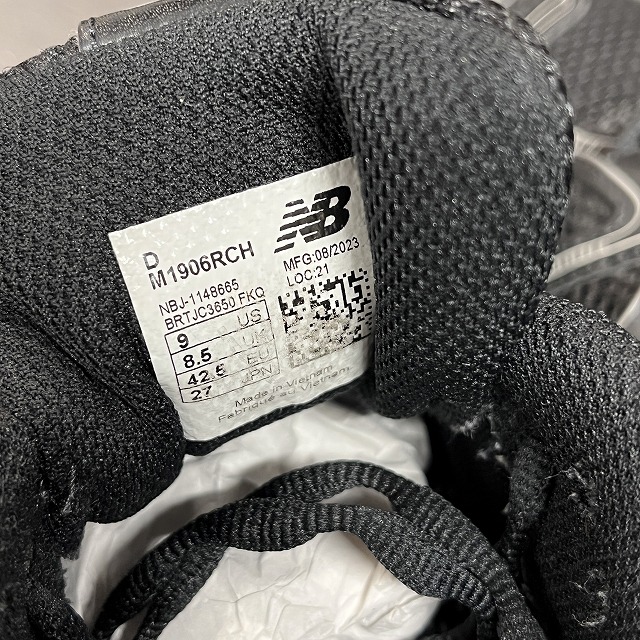 NB
D
M1906RCH
MFG:08/2023
LOC:21
NBJ-1148665
BRTJC3650 FKQ
9 US
8.5 UK
42.5 EU
27 JPN
Made in Vietnam
Fabriqué au Vietnam